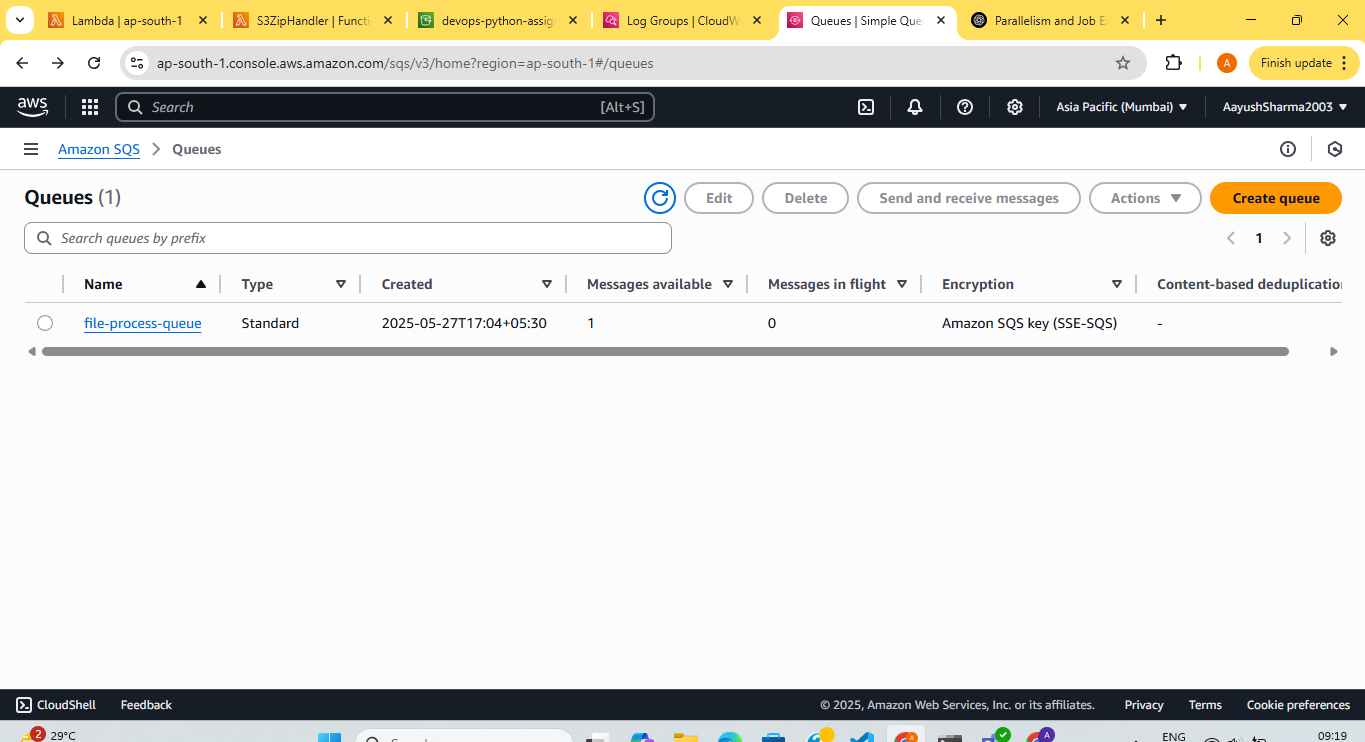 Lambda | ap-south-1
S3ZipHandler | Functi
devops-python-assig
Log Groups | CloudW
Queues | Simple Que
Parallelism and Job E
ap-south-1.console.aws.amazon.com/sqs/v3/home?region=ap-south-1#/queues
A
Finish update
aws
Search
[Alt+S]
Asia Pacific (Mumbai)
AayushSharma2003
Amazon SQS
Queues
Queues (1)
Edit
Delete
Send and receive messages
Actions
Create queue
Search queues by prefix
1
Name Type Created Messages available Messages in flight Encryption Content-based deduplication
file-process-queue Standard 2025-05-27T17:04+05:30 1 0 Amazon SQS key (SSE-SQS) -
CloudShell
Feedback
© 2025, Amazon Web Services, Inc. or its affiliates.
Privacy
Terms
Cookie preferences
2
29°C
A
A
ENG
09:19